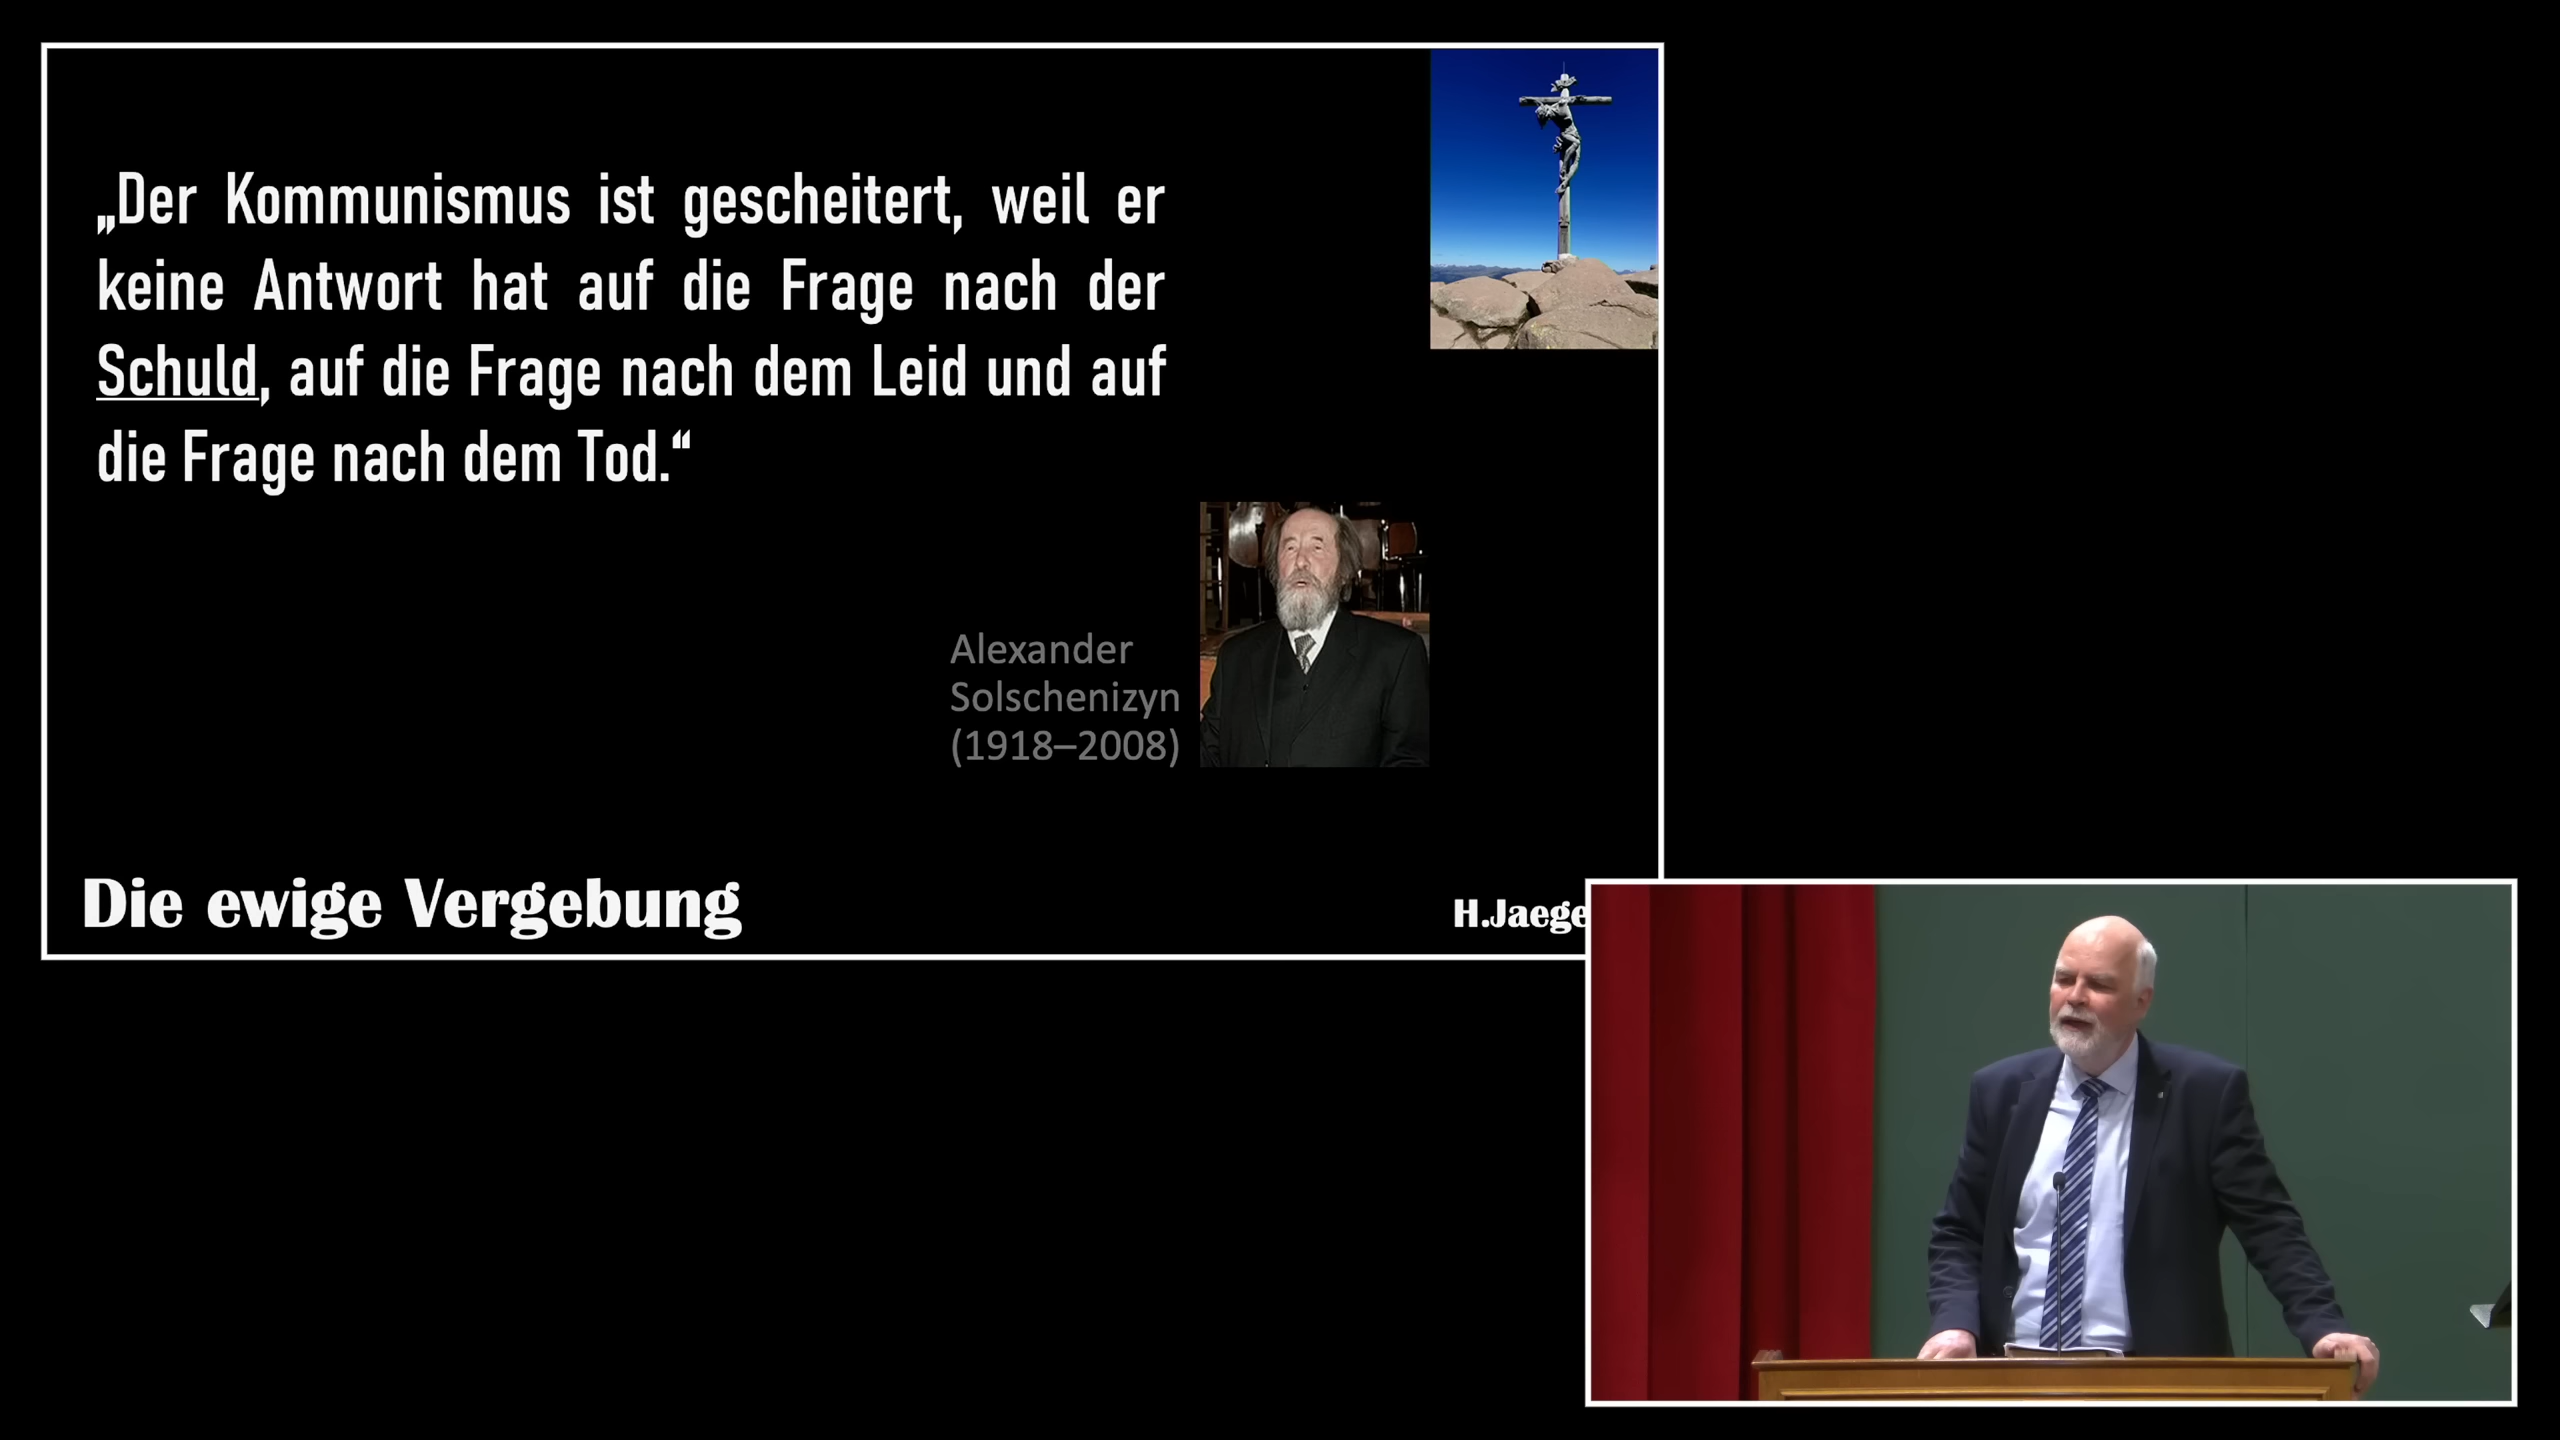 „Der Kommunismus ist gescheitert, weil er
keine Antwort hat auf die Frage nach der
Schuld, auf die Frage nach dem Leid und auf
die Frage nach dem Tod.“
Alexander
Solschenizyn
(1918–2008)
Die ewige Vergebung
H.Jaege